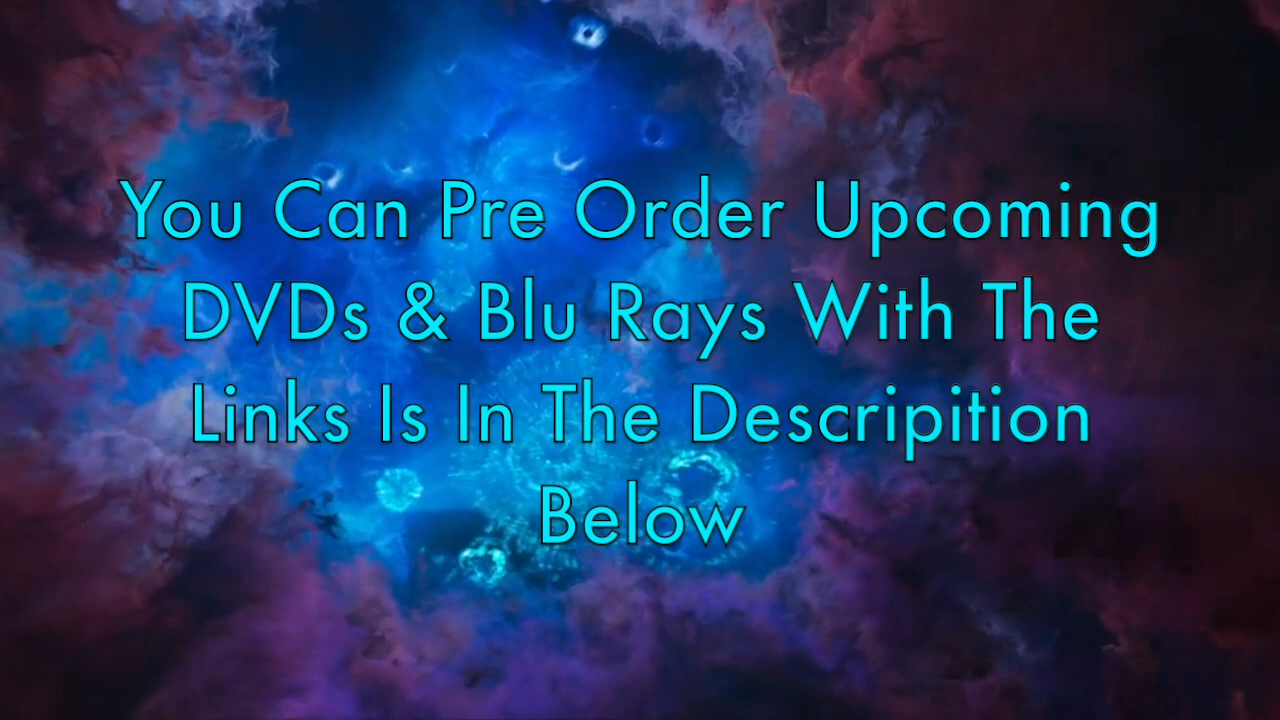 You Can Pre Order Upcoming
DVDs & Blu Rays With The
Links Is In The Descripition
Below